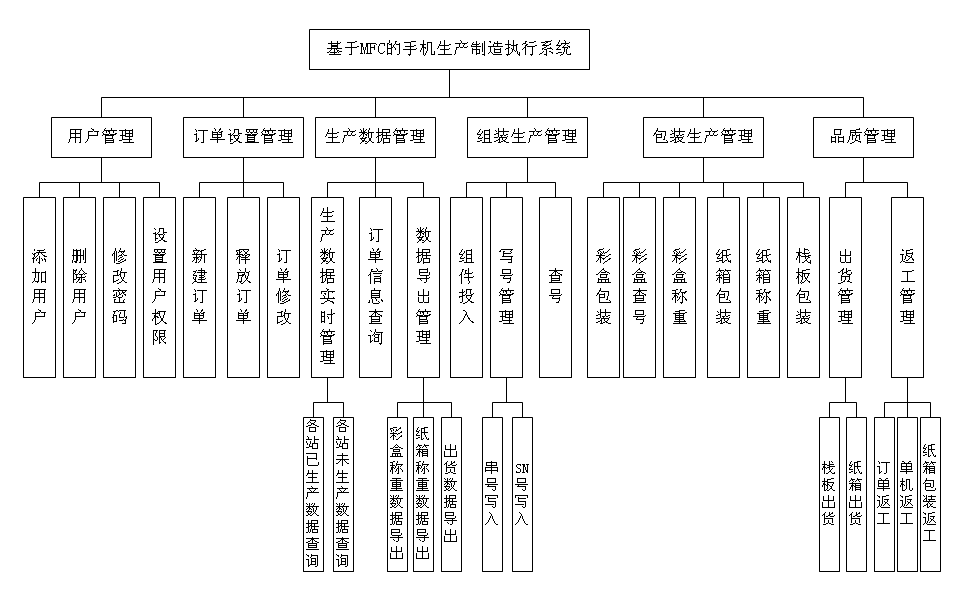 基于MFC的手机生产制造执行系统
用户管理
订单设置管理
生产数据管理
组装生产管理
包装生产管理
品质管理
添加用户
删除用户
修改密码
设置用户权限
新建订单
释放订单
订单修改
生产数据实时管理
订单信息查询
数据导出管理
组件投入
写号管理
查号
彩盒包装
彩盒查号
彩盒称重
纸箱包装
纸箱称重
栈板包装
出货管理
返工管理
各站已生产数据查询
各站未生产数据查询
彩盒称重数据导出
纸箱称重数据导出
出货数据导出
串号写入
SN号写入
栈板出货
纸箱出货
订单返工
单机返工
纸箱包装返工